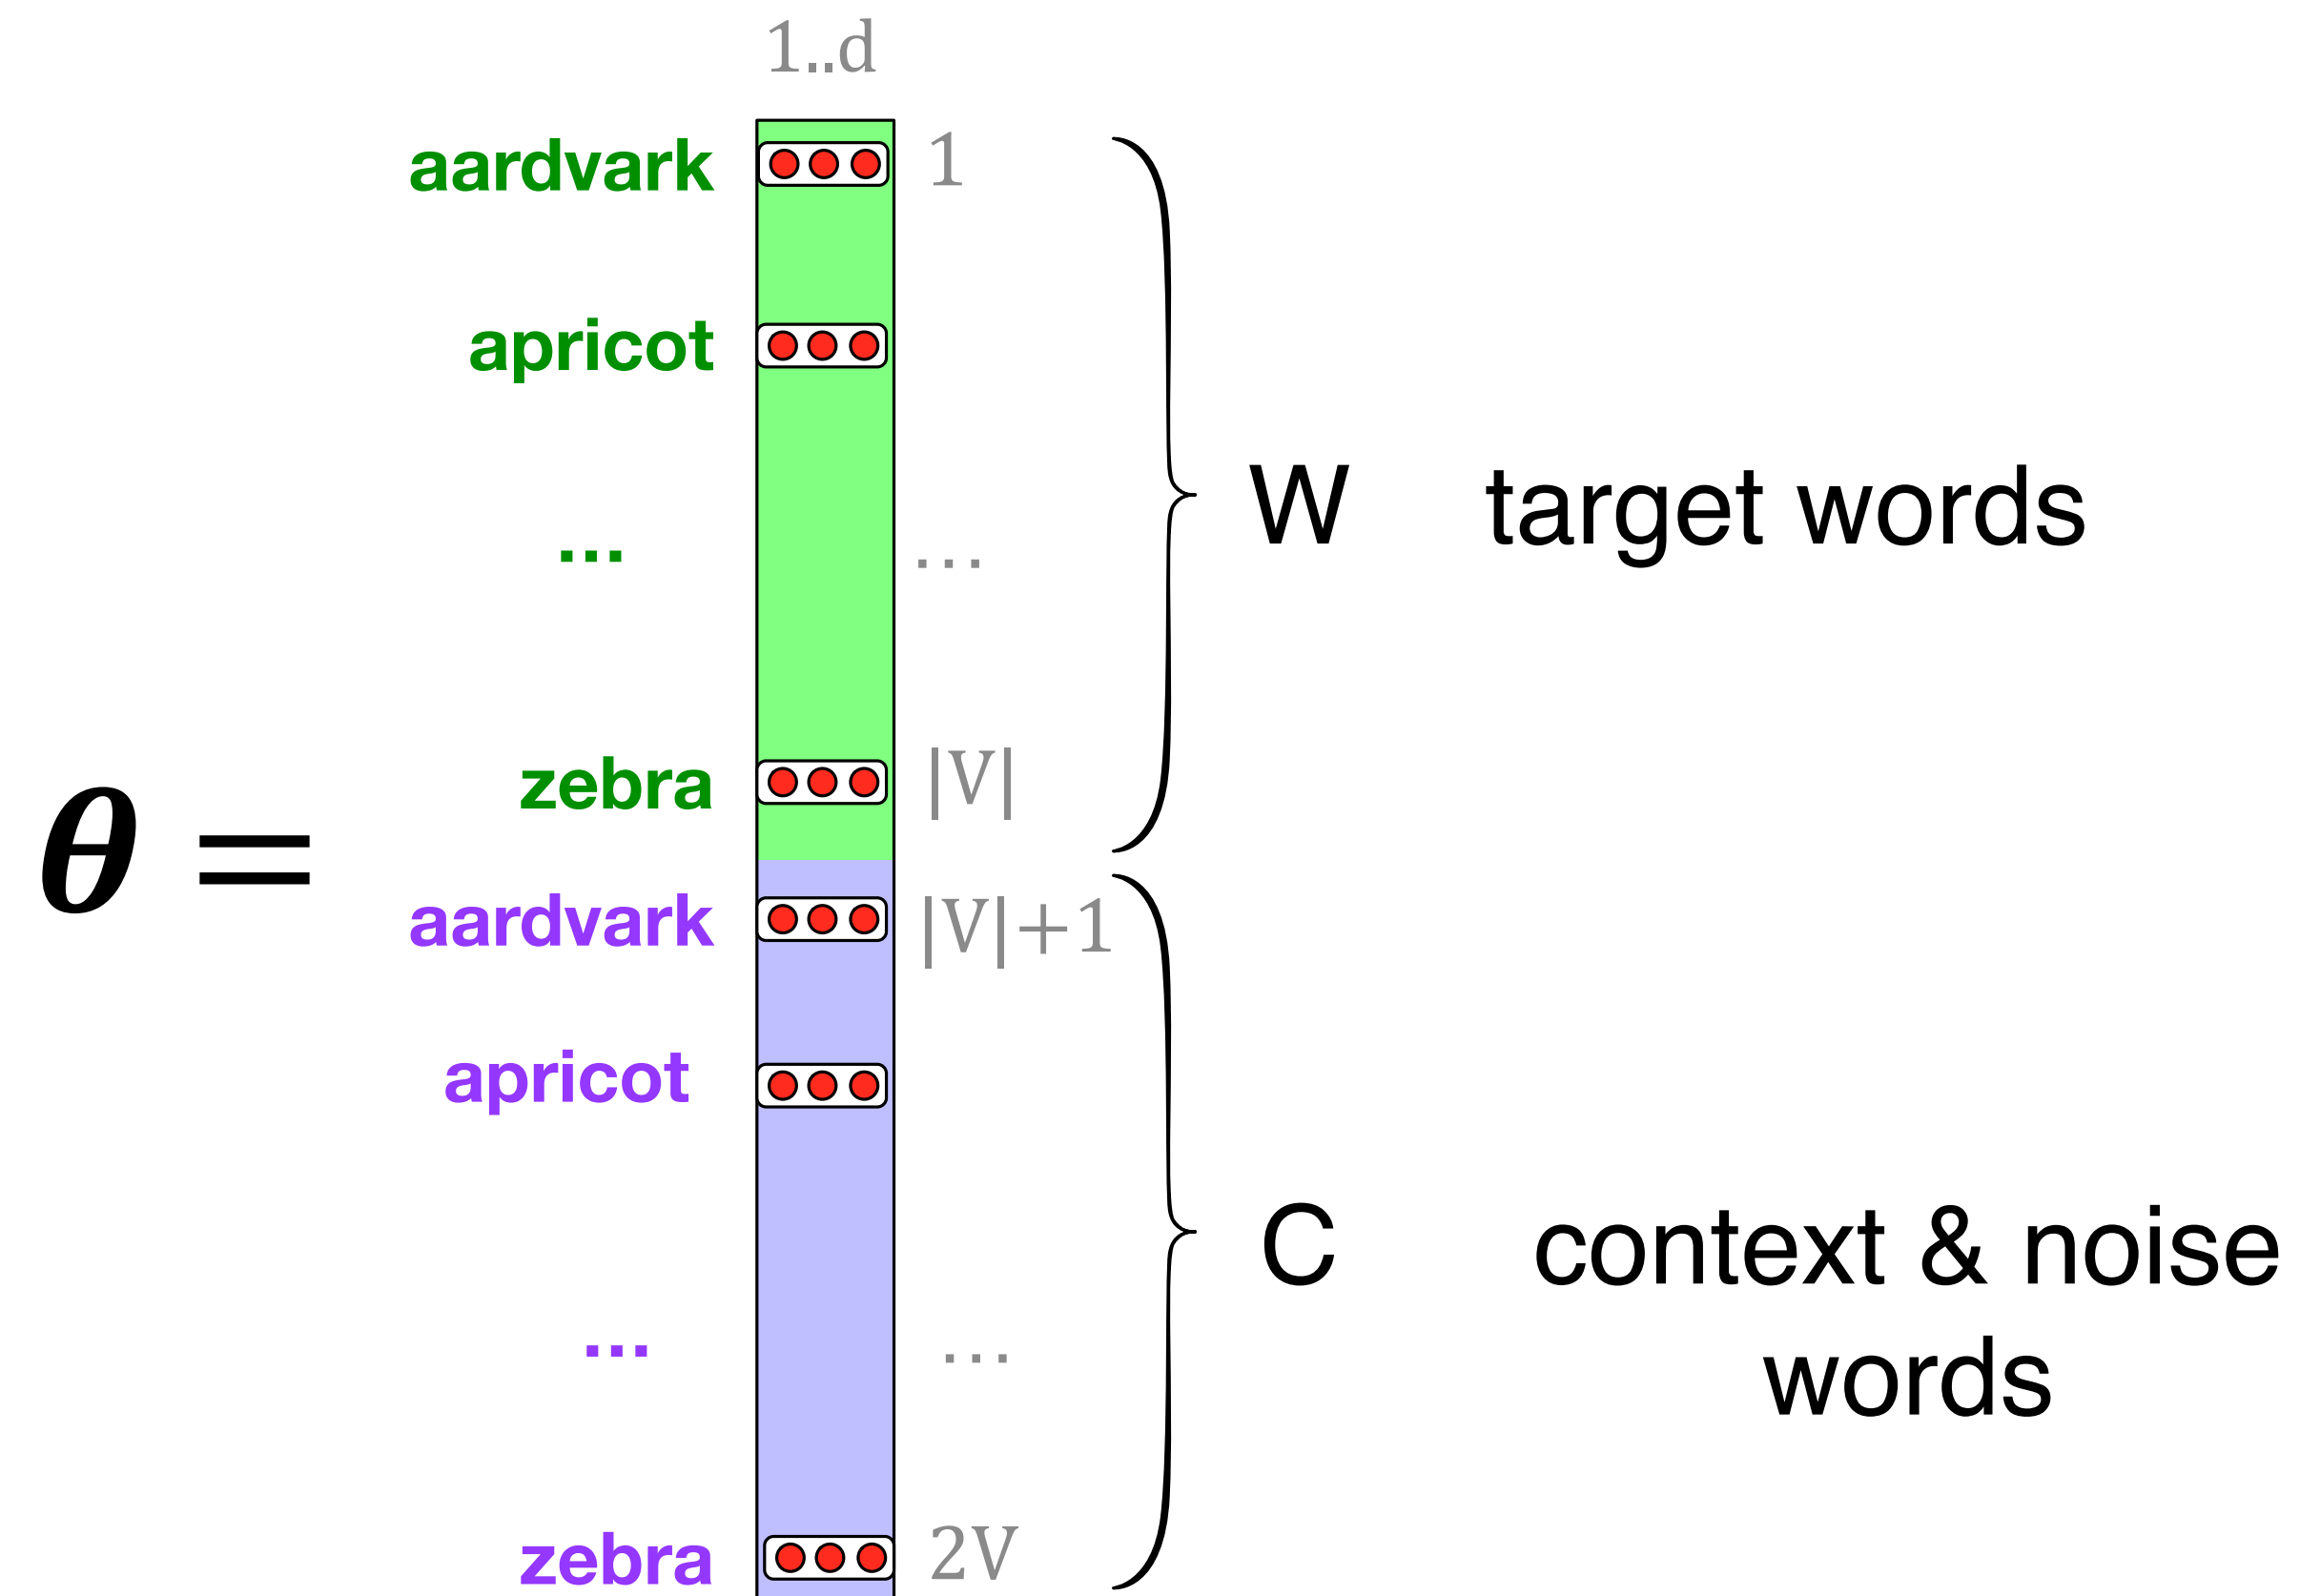 1..d
aardvark 1
apricot
... ...
W target words
zebra |V|
θ =
aardvark |V|+1
apricot
C context & noise
words
... ...
zebra 2V